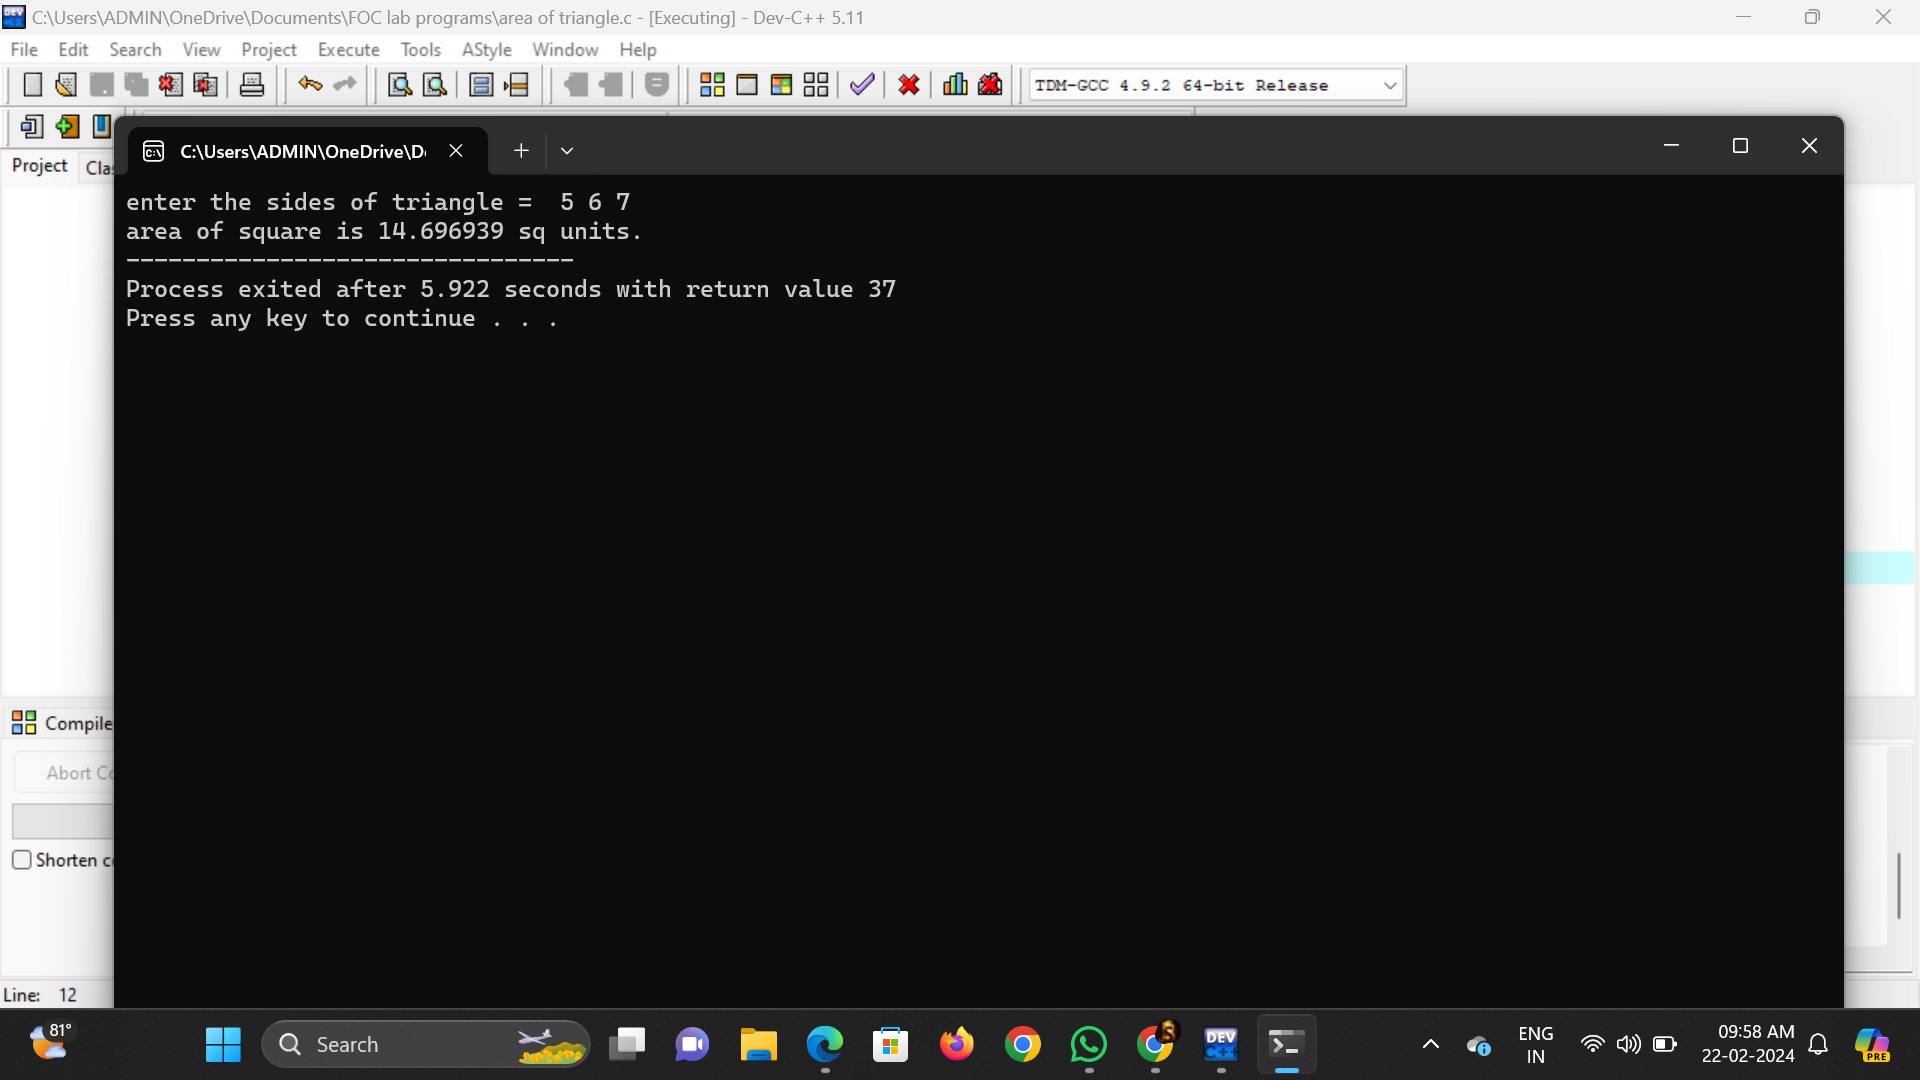 C:\Users\ADMIN\OneDrive\Documents\FOC lab programs\area of triangle.c - [Executing] - Dev-C++ 5.11
File Edit Search View Project Execute Tools AStyle Window Help
TDM-GCC 4.9.2 64-bit Release
Project
C:\Users\ADMIN\OneDrive\D
enter the sides of triangle =  5 6 7
area of square is 14.696939 sq units.
--------------------------------
Process exited after 5.922 seconds with return value 37
Press any key to continue . . .
Compile
Abort
Shorten
Line: 12
81°
Search
DEV C++
ENG
IN
09:58 AM
22-02-2024
PRE